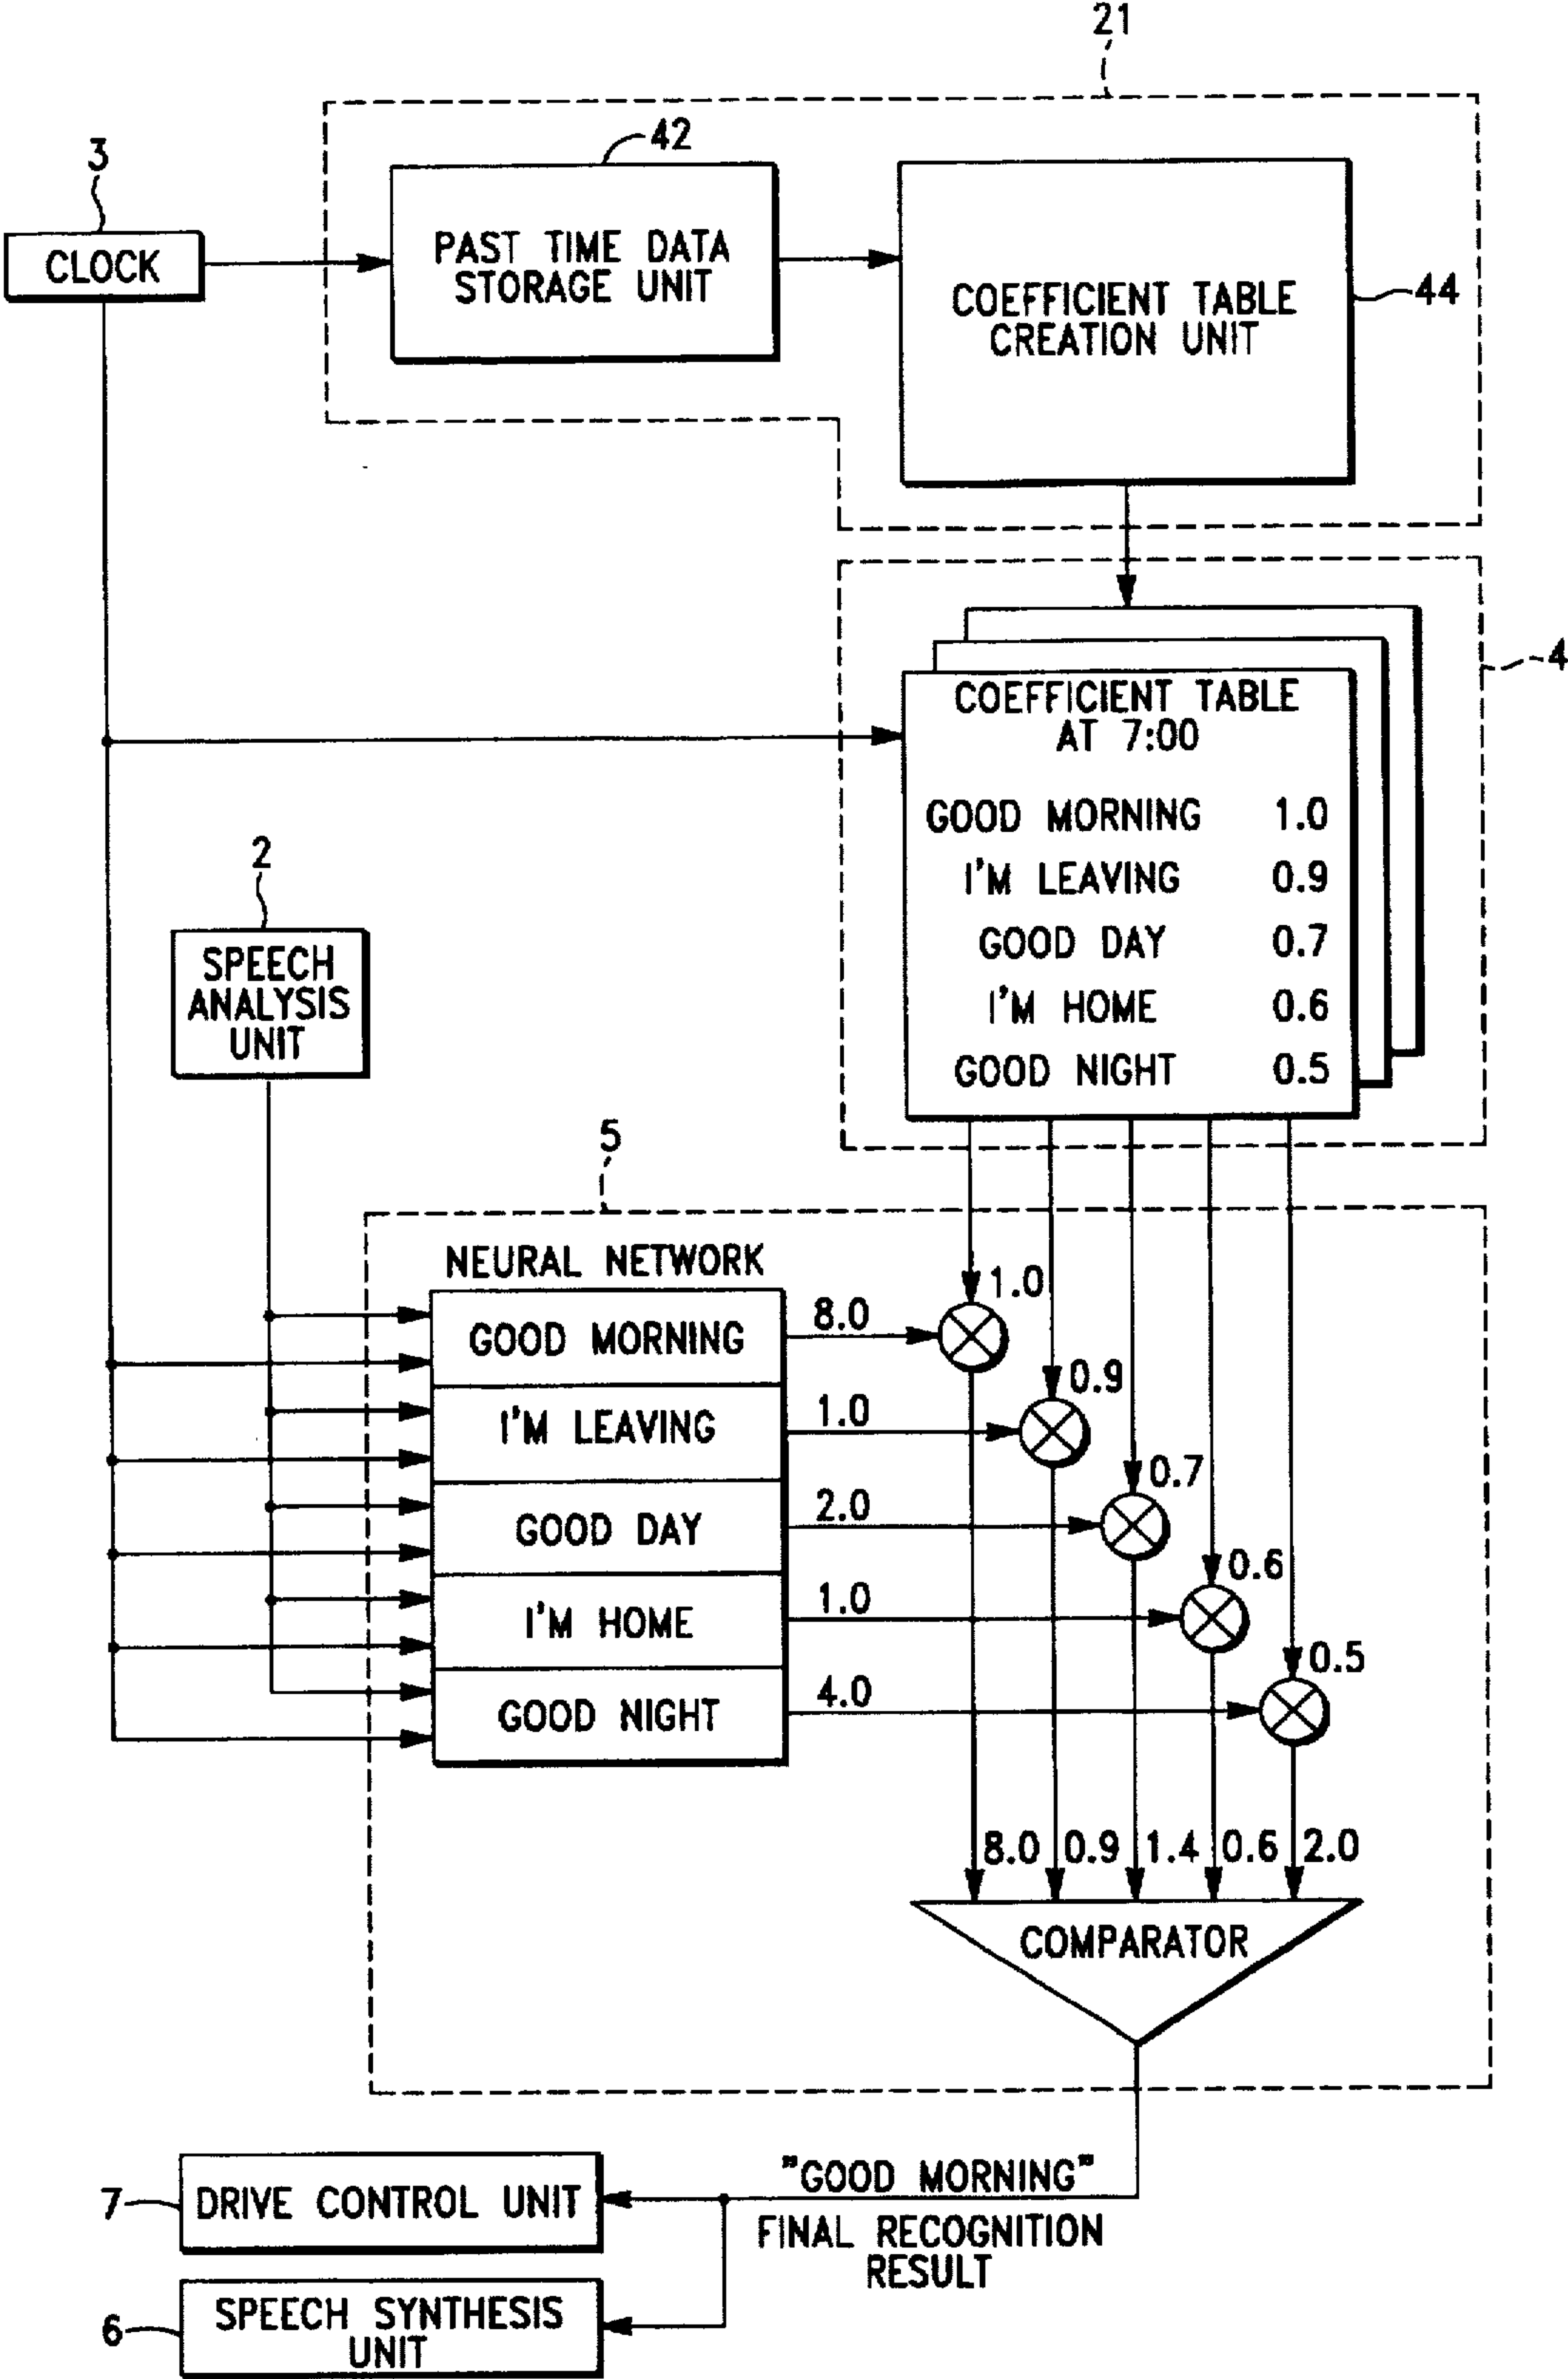 21
42
3
CLOCK
PAST TIME DATA
STORAGE UNIT
COEFFICIENT TABLE
CREATION UNIT
44
4
COEFFICIENT TABLE
AT 7:00
GOOD MORNING 1.0
I'M LEAVING 0.9
GOOD DAY 0.7
I'M HOME 0.6
GOOD NIGHT 0.5
2
SPEECH
ANALYSIS
UNIT
5
NEURAL NETWORK
GOOD MORNING 8.0 1.0
I'M LEAVING 1.0 0.9
GOOD DAY 2.0 0.7
I'M HOME 1.0 0.6
GOOD NIGHT 4.0 0.5
8.0 0.9 1.4 0.6 2.0
COMPARATOR
"GOOD MORNING"
FINAL RECOGNITION
RESULT
7 DRIVE CONTROL UNIT
6 SPEECH SYNTHESIS
UNIT